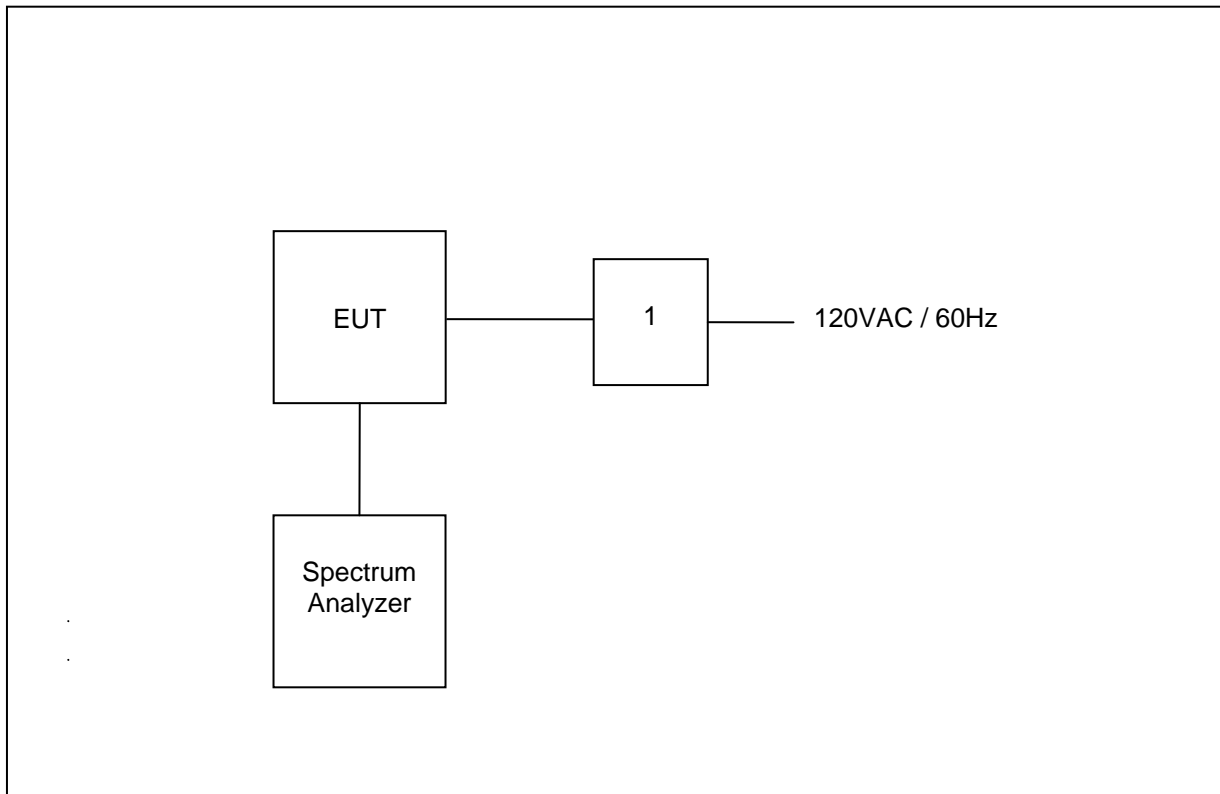 EUT
1
120VAC / 60Hz
Spectrum
Analyzer
.
.